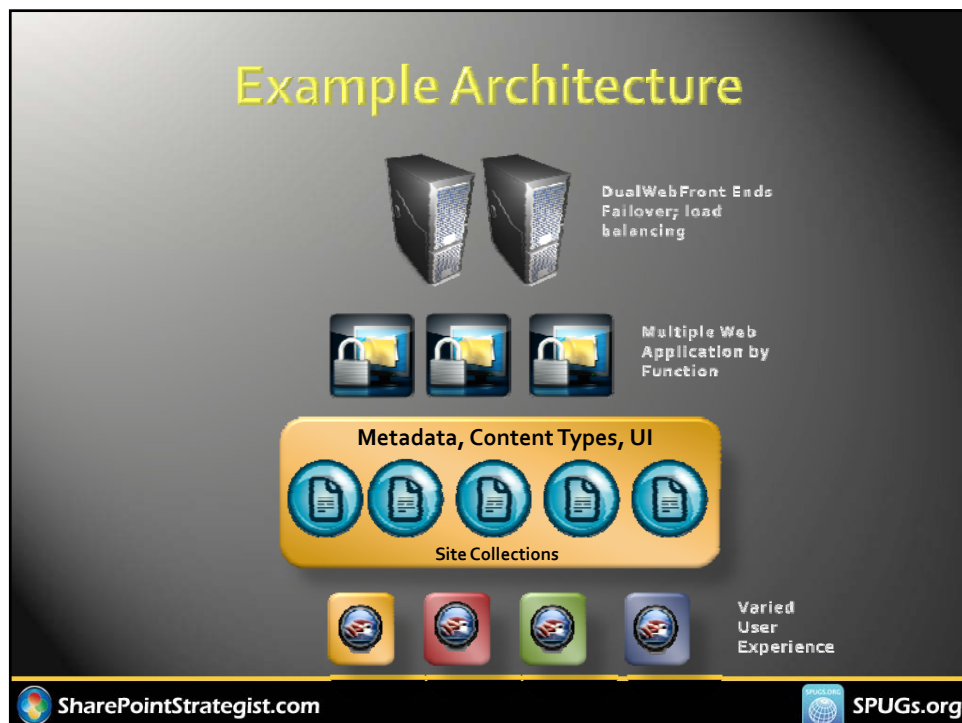 Example Architecture
DualWebFront Ends
Failover; load
balancing
Multiple Web
Application by
Function
Metadata, Content Types, UI
Site Collections
Varied
User
Experience
SharePointStrategist.com
SPUGS.ORG
SPUGs.org